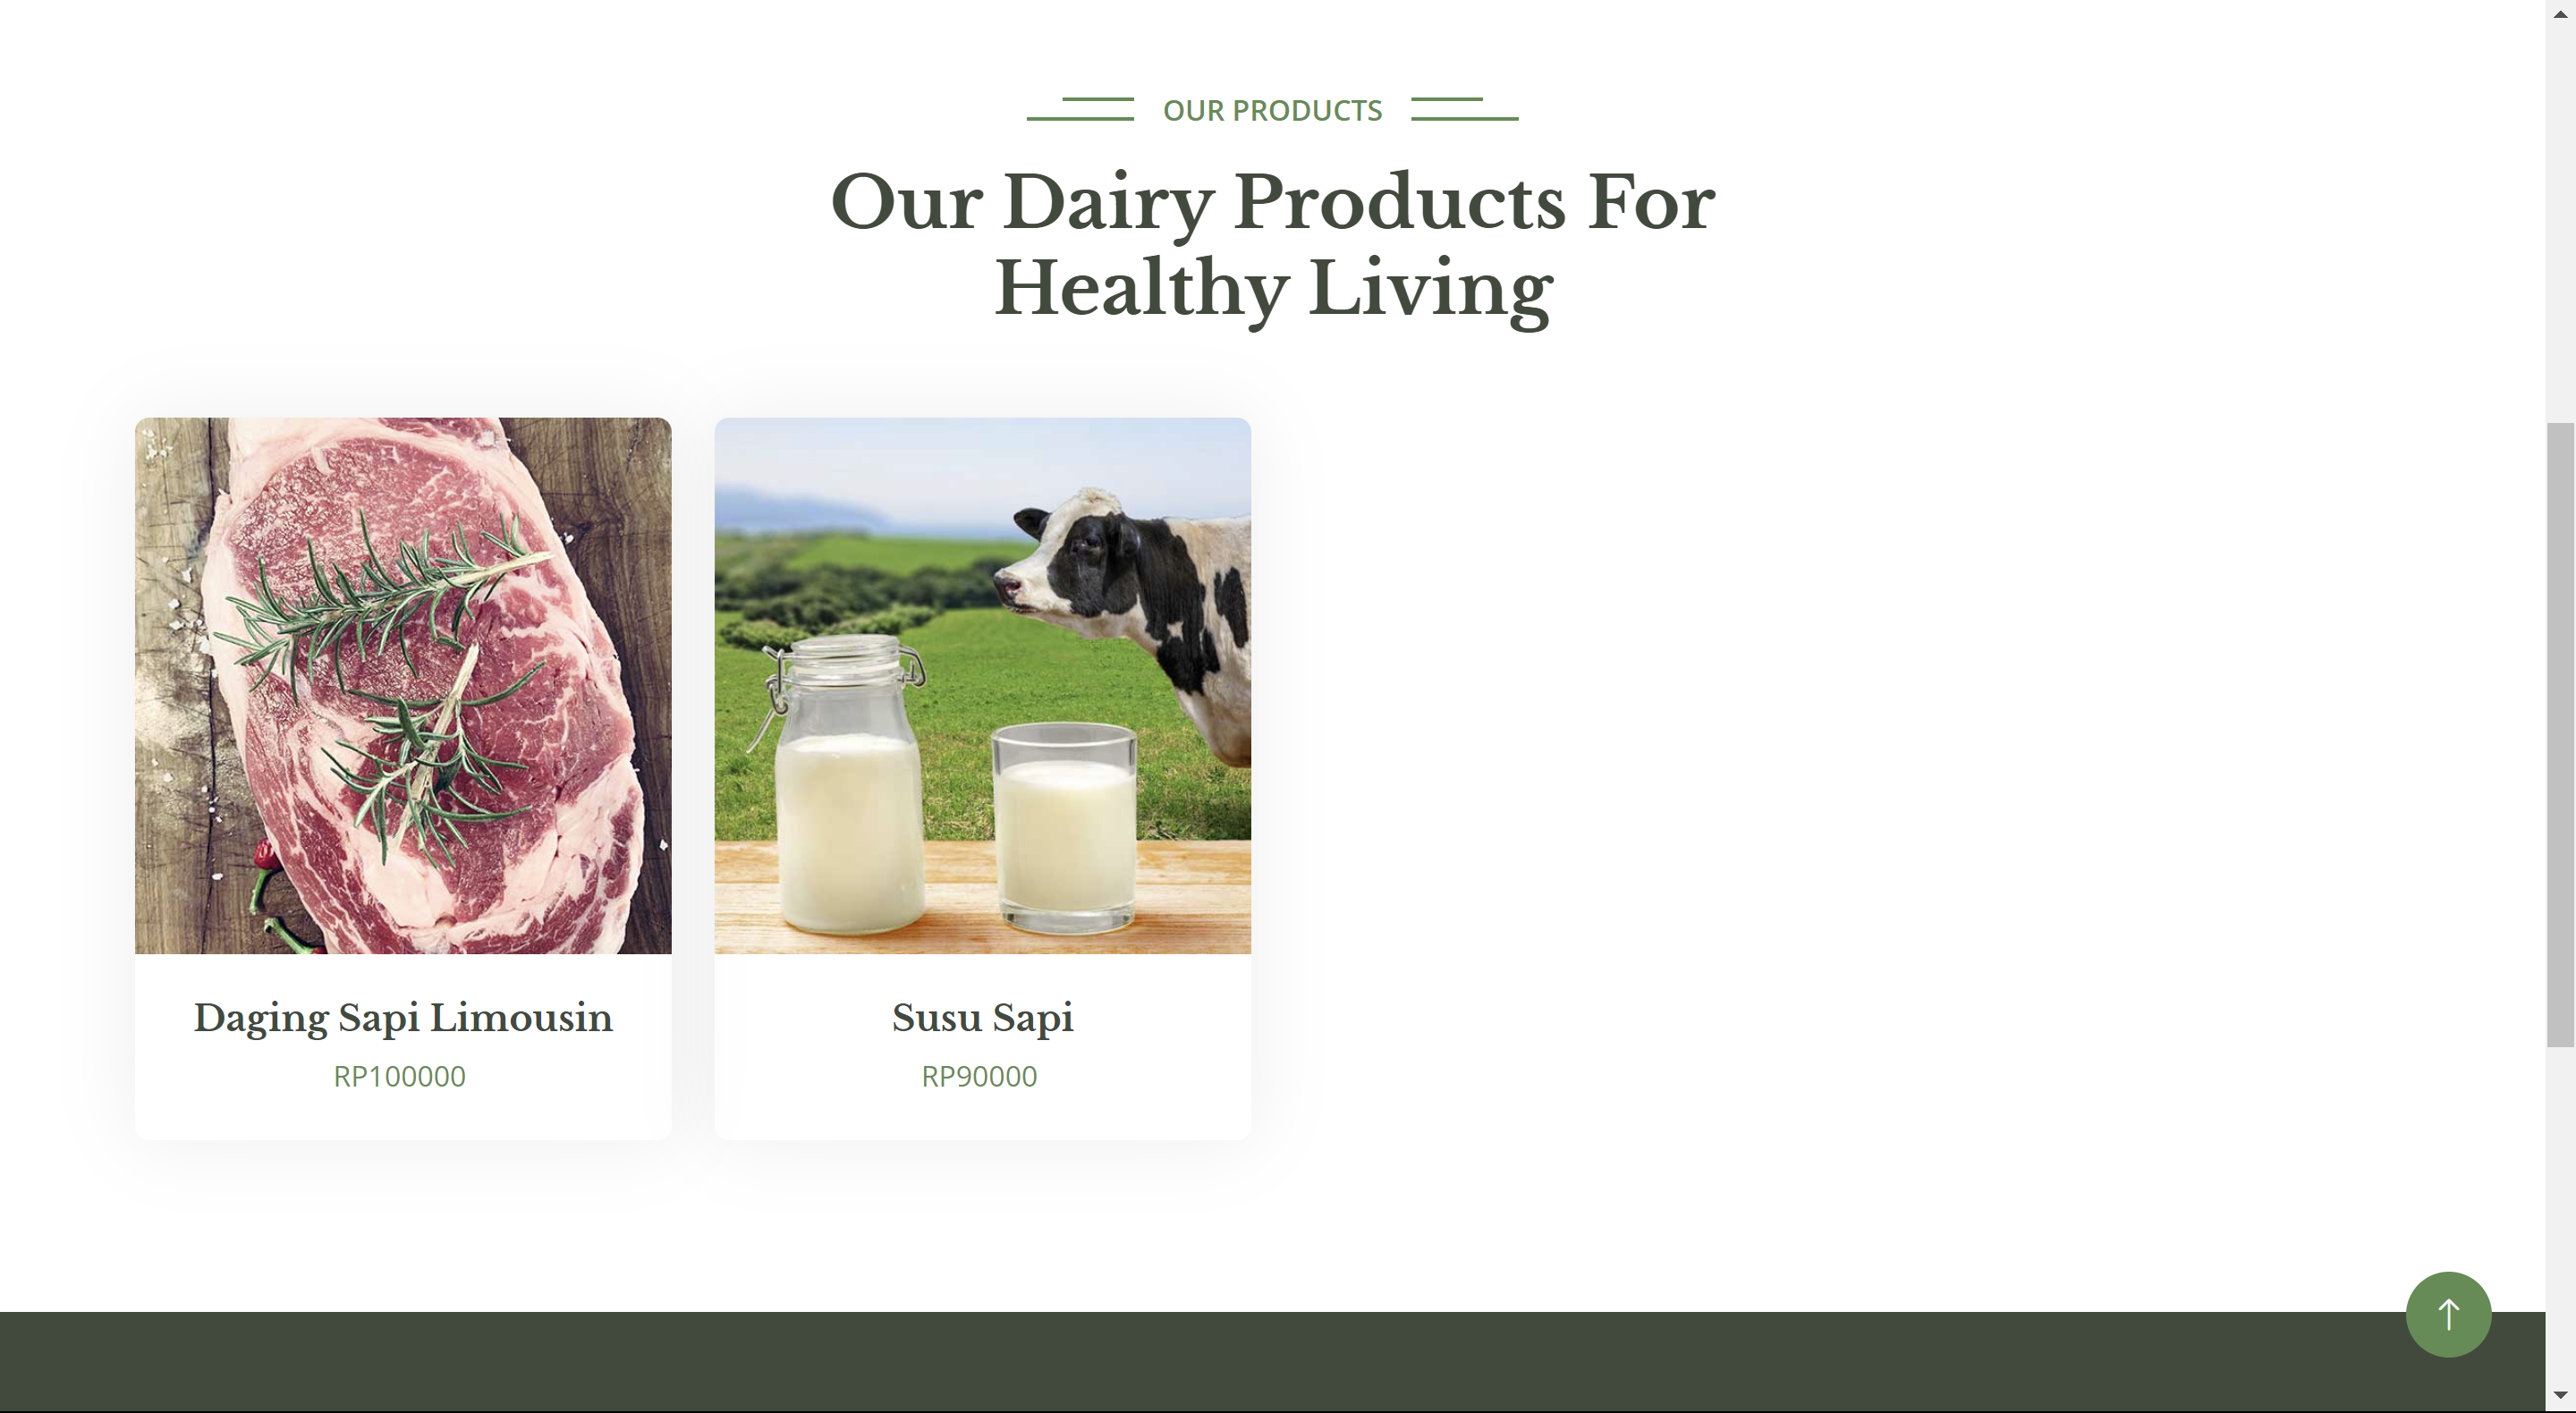 OUR PRODUCTS
Our Dairy Products For
Healthy Living
Daging Sapi Limousin
RP100000
Susu Sapi
RP90000